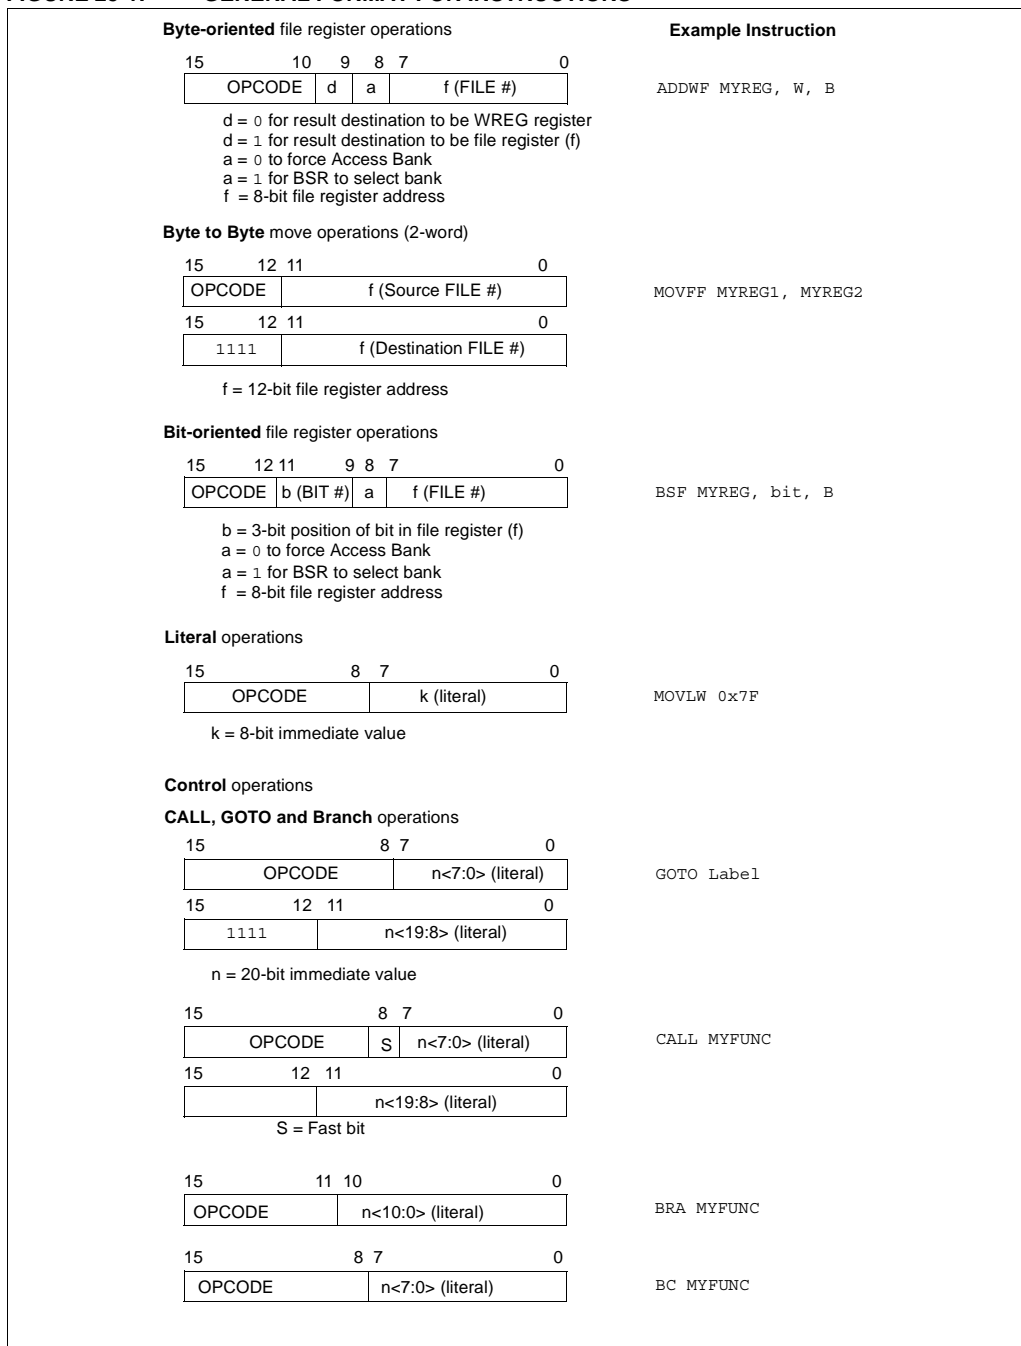 Byte-oriented file register operations Example Instruction
15 10 9 8 7 0
OPCODE d a f (FILE #) ADDWF MYREG, W, B
d = 0 for result destination to be WREG register
d = 1 for result destination to be file register (f)
a = 0 to force Access Bank
a = 1 for BSR to select bank
f = 8-bit file register address
Byte to Byte move operations (2-word)
15 12 11 0
OPCODE f (Source FILE #) MOVFF MYREG1, MYREG2
15 12 11 0
1111 f (Destination FILE #)
f = 12-bit file register address
Bit-oriented file register operations
15 12 11 9 8 7 0
OPCODE b (BIT #) a f (FILE #) BSF MYREG, bit, B
b = 3-bit position of bit in file register (f)
a = 0 to force Access Bank
a = 1 for BSR to select bank
f = 8-bit file register address
Literal operations
15 8 7 0
OPCODE k (literal) MOVLW 0x7F
k = 8-bit immediate value
Control operations
CALL, GOTO and Branch operations
15 8 7 0
OPCODE n<7:0> (literal) GOTO Label
15 12 11 0
1111 n<19:8> (literal)
n = 20-bit immediate value
15 8 7 0
OPCODE S n<7:0> (literal) CALL MYFUNC
15 12 11 0
n<19:8> (literal)
S = Fast bit
15 11 10 0
OPCODE n<10:0> (literal) BRA MYFUNC
15 8 7 0
OPCODE n<7:0> (literal) BC MYFUNC